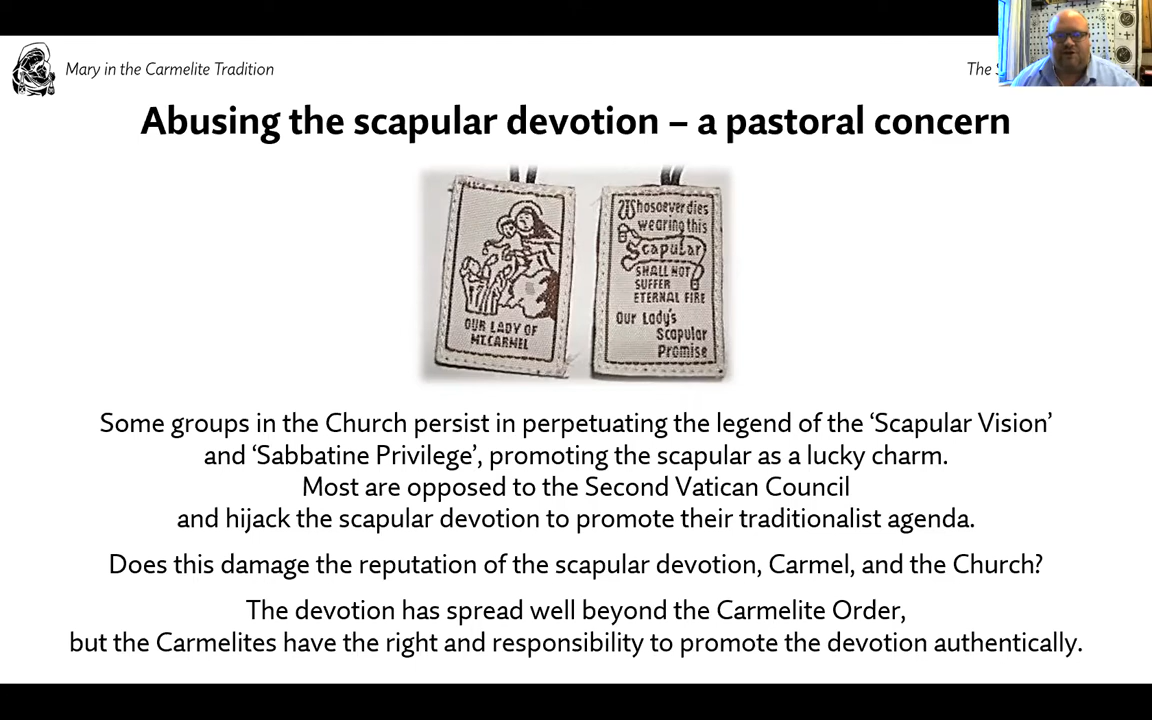 Mary in the Carmelite Tradition
The
Abusing the scapular devotion – a pastoral concern
OUR LADY OF
MT. CARMEL
Whosoever dies
wearing this
Scapular
SHALL NOT
SUFFER
ETERNAL FIRE
Our Lady's
Scapular
Promise
Some groups in the Church persist in perpetuating the legend of the ‘Scapular Vision’
and ‘Sabbatine Privilege’, promoting the scapular as a lucky charm.
Most are opposed to the Second Vatican Council
and hijack the scapular devotion to promote their traditionalist agenda.
Does this damage the reputation of the scapular devotion, Carmel, and the Church?
The devotion has spread well beyond the Carmelite Order,
but the Carmelites have the right and responsibility to promote the devotion authentically.